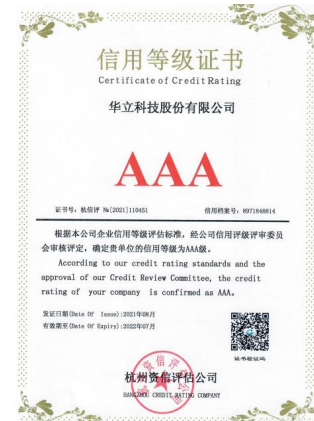 信用等级证书
Certificate of Credit Rating
华立科技股份有限公司
AAA
证书号：杭信评 №[2021]110451 信用档案号：8971848814
根据本公司企业信用等级评估标准，经公司信用评级评审委员
会审核评定，确定贵单位的信用等级为AAA级。
According to our credit rating standards and the
approval of our Credit Review Committee, the credit
rating of your company is confirmed as AAA。
发证日期(Date Of Issue):2021年08月
有效期至(Date Of Expiry):2022年07月
证书验证码
杭州资信评估公司
HANGZHOU CREDIT RATING COMPANY